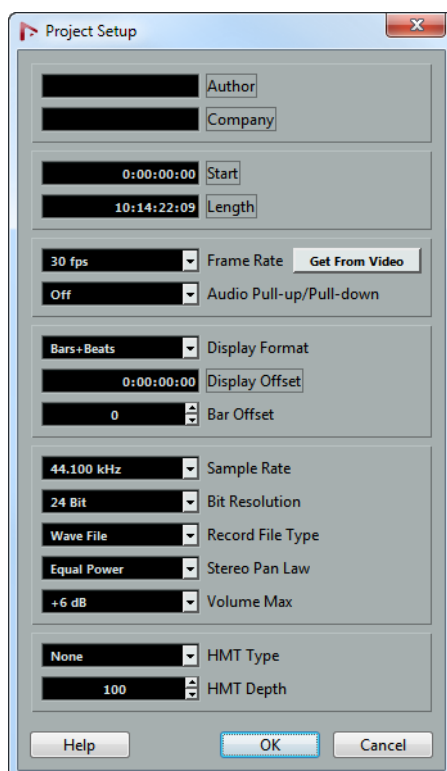 Project Setup
Author
Company
0:00:00:00 Start
10:14:22:09 Length
30 fps Frame Rate Get From Video
Off Audio Pull-up/Pull-down
Bars+Beats Display Format
0:00:00:00 Display Offset
0 Bar Offset
44.100 kHz Sample Rate
24 Bit Bit Resolution
Wave File Record File Type
Equal Power Stereo Pan Law
+6 dB Volume Max
None HMT Type
100 HMT Depth
Help OK Cancel